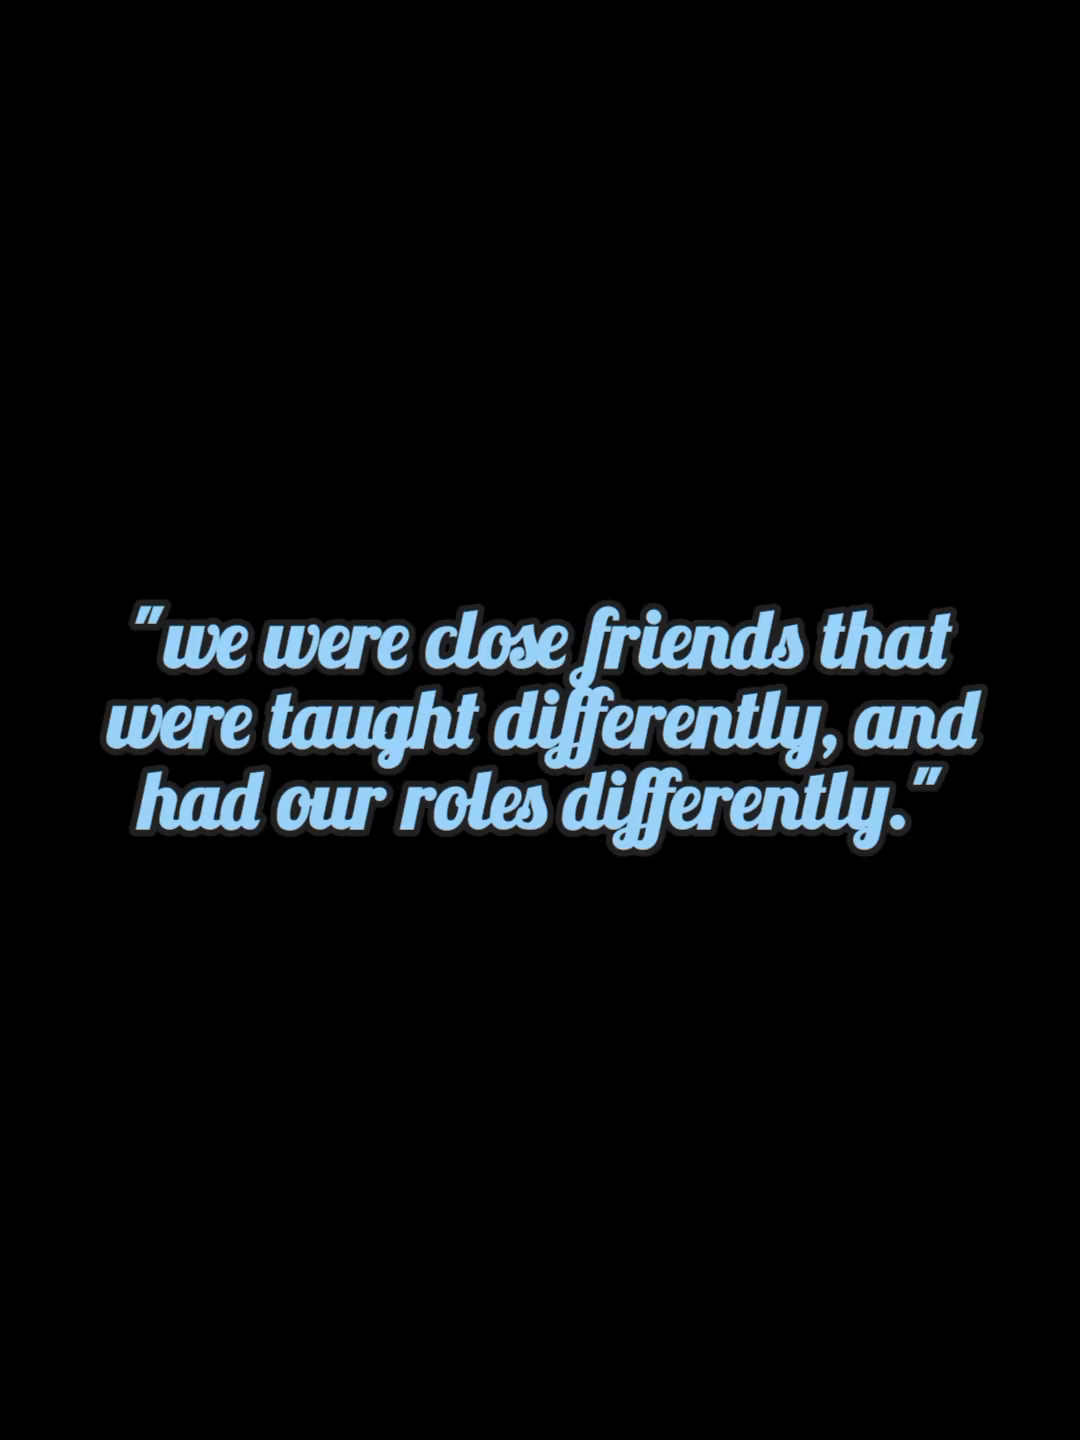 "we were close friends that
were taught differently, and
had our roles differently."